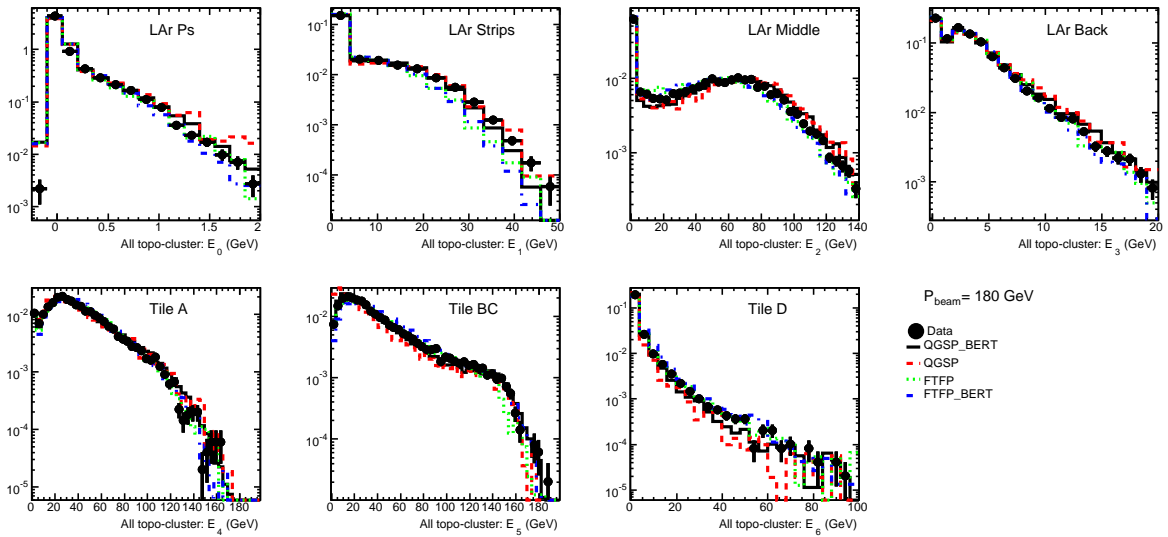 LAr Ps
1
10^-1
10^-2
10^-3
0 0.5 1 1.5 2
All topo-cluster: E_0 (GeV)
LAr Strips
10^-1
10^-2
10^-3
10^-4
0 10 20 30 40 50
All topo-cluster: E_1 (GeV)
LAr Middle
10^-2
10^-3
0 20 40 60 80 100 120 140
All topo-cluster: E_2 (GeV)
LAr Back
10^-1
10^-2
10^-3
0 5 10 15 20
All topo-cluster: E_3 (GeV)
Tile A
10^-2
10^-3
10^-4
10^-5
0 20 40 60 80 100 120 140 160 180
All topo-cluster: E_4 (GeV)
Tile BC
10^-2
10^-3
10^-4
0 20 40 60 80 100 120 140 160 180
All topo-cluster: E_5 (GeV)
Tile D
10^-1
10^-2
10^-3
10^-4
10^-5
0 20 40 60 80 100
All topo-cluster: E_6 (GeV)
P_beam= 180 GeV
Data
QGSP_BERT
QGSP
FTFP
FTFP_BERT